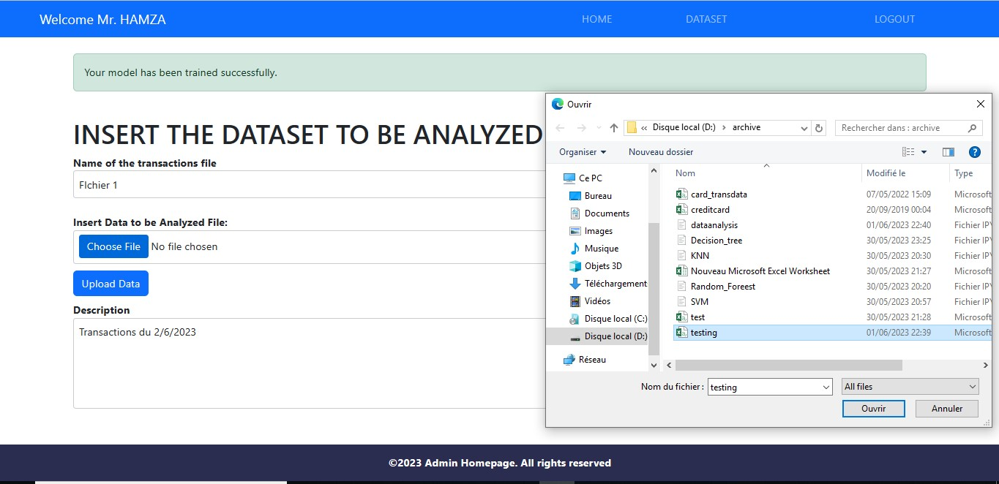 Welcome Mr. HAMZA HOME DATASET LOGOUT
Your model has been trained successfully.
INSERT THE DATASET TO BE ANALYZED
Name of the transactions file
FIchier 1
Insert Data to be Analyzed File:
Choose File No file chosen
Upload Data
Description
Transactions du 2/6/2023
Ouvrir
« Disque local (D:) › archive
Rechercher dans : archive
Organiser Nouveau dossier ?
Ce PC
Bureau
Documents
Images
Musique
Objets 3D
Téléchargement
Vidéos
Disque local (C:)
Disque local (D:)
Réseau
Nom Modifié le Type
card_transdata 07/05/2022 15:09 Microsoft
creditcard 20/09/2019 00:04 Microsoft
dataanalysis 01/06/2023 22:40 Fichier IPY
Decision_tree 30/05/2023 23:25 Fichier IPY
KNN 30/05/2023 20:30 Fichier IPY
Nouveau Microsoft Excel Worksheet 30/05/2023 21:27 Microsoft
Random_Foreest 30/05/2023 20:20 Fichier IPY
SVM 30/05/2023 20:57 Fichier IPY
test 30/05/2023 21:28 Microsoft
testing 01/06/2023 22:39 Microsoft
Nom du fichier : testing All files
Ouvrir Annuler
©2023 Admin Homepage. All rights reserved